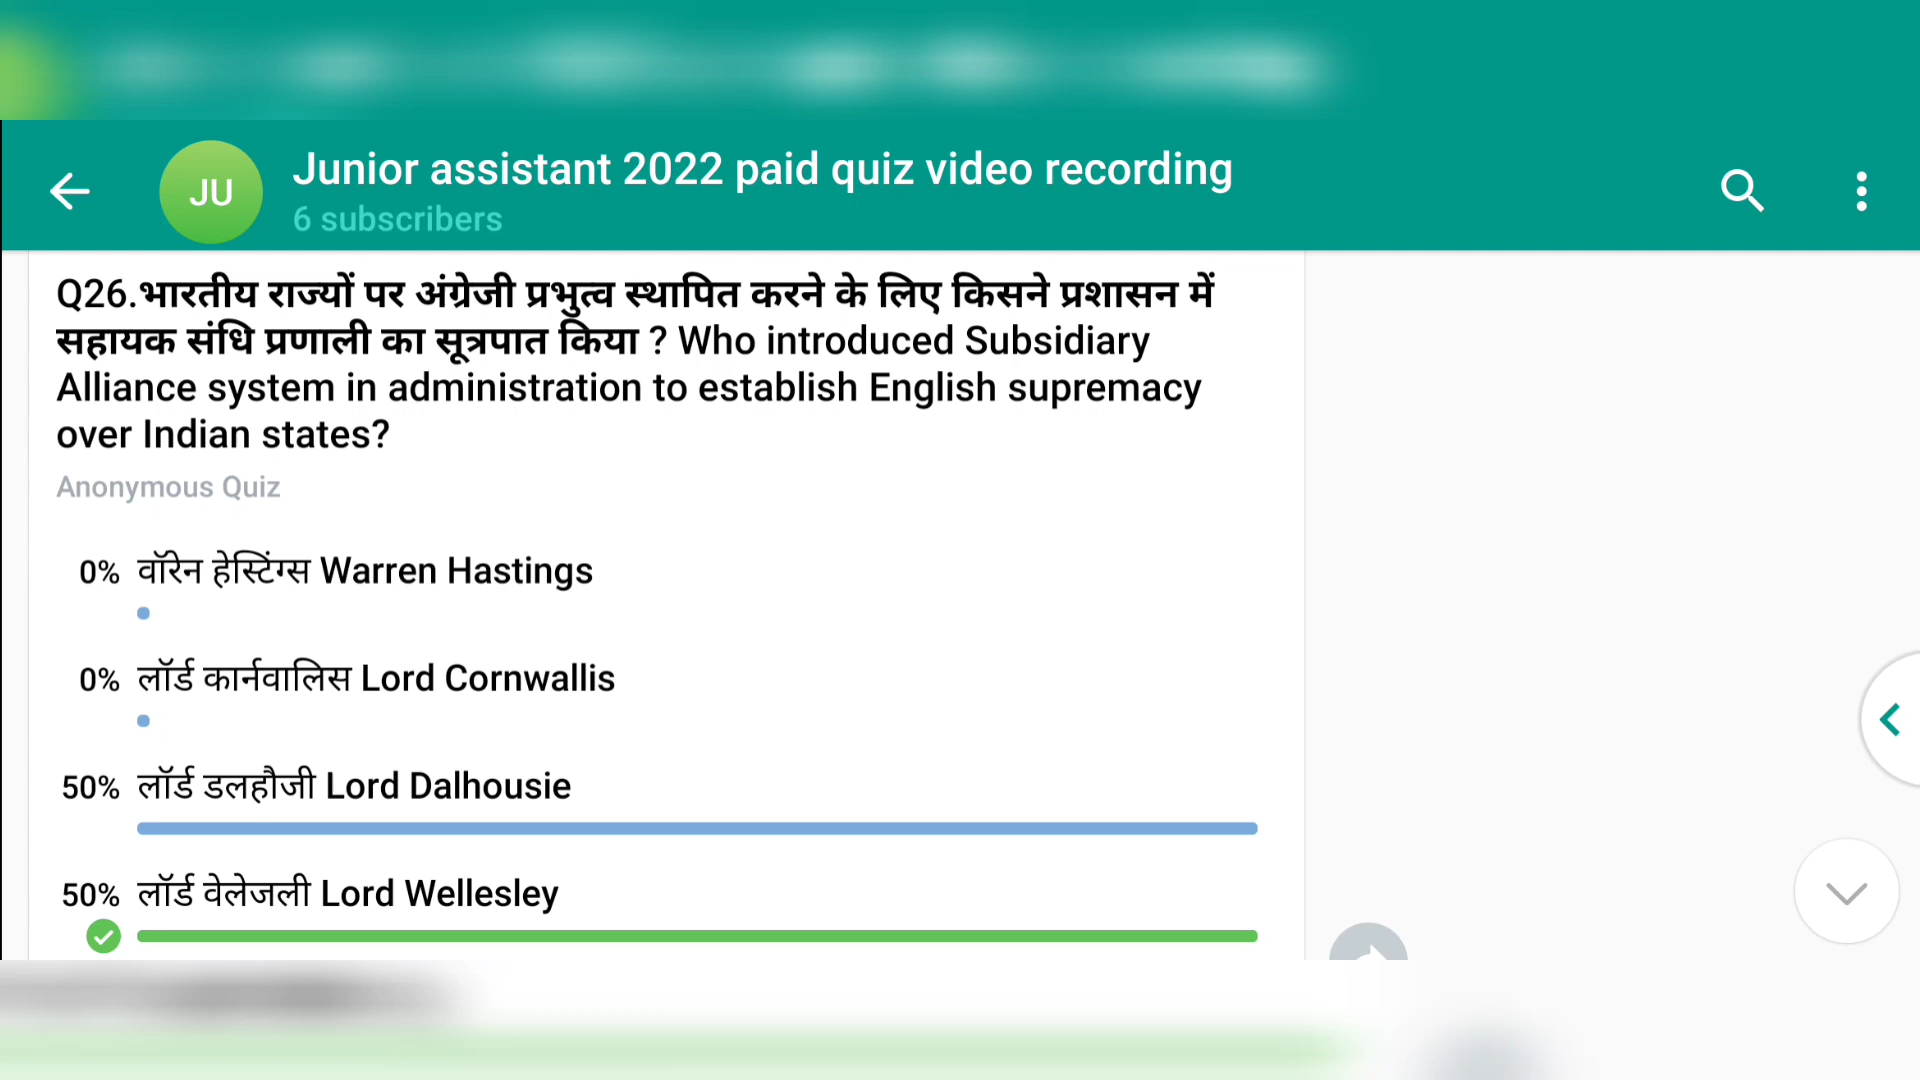 JU
Junior assistant 2022 paid quiz video recording
6 subscribers
Q26.भारतीय राज्यों पर अंग्रेजी प्रभुत्व स्थापित करने के लिए किसने प्रशासन में
सहायक संधि प्रणाली का सूत्रपात किया ? Who introduced Subsidiary
Alliance system in administration to establish English supremacy
over Indian states?
Anonymous Quiz
0% वॉरेन हेस्टिंग्स Warren Hastings
0% लॉर्ड कार्नवालिस Lord Cornwallis
50% लॉर्ड डलहौजी Lord Dalhousie
50% लॉर्ड वेलेजली Lord Wellesley